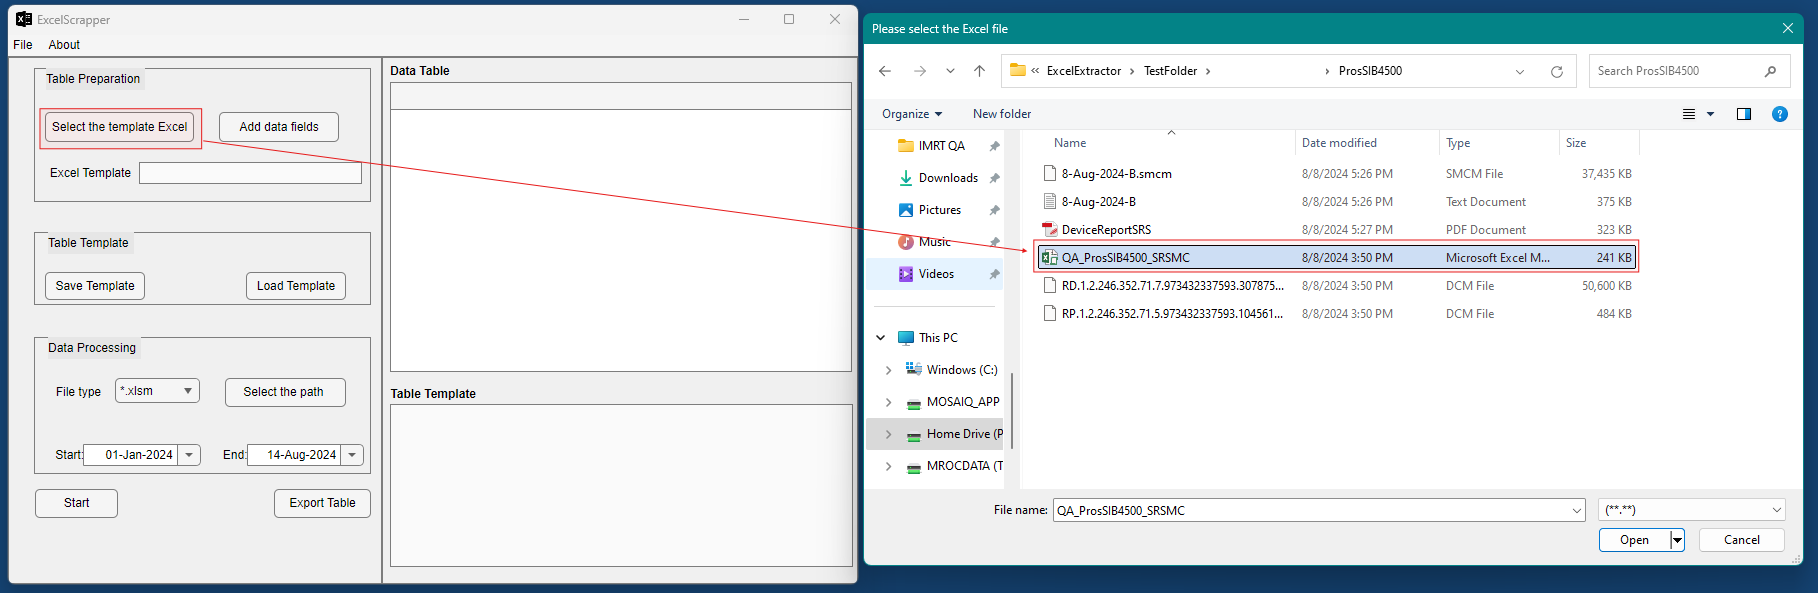 ExcelScrapper
File About
Table Preparation
Select the template Excel
Add data fields
Excel Template
Table Template
Save Template
Load Template
Data Processing
File type
*.xlsm
Select the path
Start:
01-Jan-2024
End:
14-Aug-2024
Start
Export Table
Data Table
Table Template
Please select the Excel file
« ExcelExtractor › TestFolder › › ProsSIB4500
Search ProsSIB4500
Organize
New folder
IMRT QA
Downloads
Pictures
Music
Videos
This PC
Windows (C:)
MOSAIQ_APP
Home Drive (P
MROCDATA (T
Name Date modified Type Size
8-Aug-2024-B.smcm 8/8/2024 5:26 PM SMCM File 37,435 KB
8-Aug-2024-B 8/8/2024 5:26 PM Text Document 375 KB
DeviceReportSRS 8/8/2024 5:27 PM PDF Document 323 KB
QA_ProsSIB4500_SRSMC 8/8/2024 3:50 PM Microsoft Excel M... 241 KB
RD.1.2.246.352.71.7.973432337593.307875... 8/8/2024 3:50 PM DCM File 50,600 KB
RP.1.2.246.352.71.5.973432337593.104561... 8/8/2024 3:50 PM DCM File 484 KB
File name:
QA_ProsSIB4500_SRSMC
(**.**)
Open
Cancel